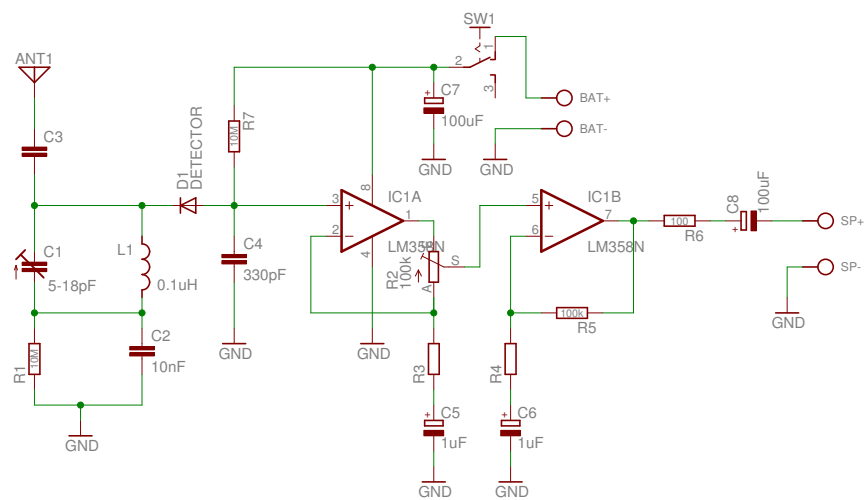 SW1
ANT1
1
2
3
C7
100uF
GND
GND
BAT+
BAT-
C3
D1
DETECTOR
10M
R7
8
3
+
2
−
1
4
IC1A
LM358N
5
+
6
−
7
IC1B
LM358N
C8
100uF
100
R6
SP+
SP-
GND
C1
5-18pF
L1
0.1uH
C4
330pF
GND
GND
R2
100k
E
S
A
100k
R5
R1
10M
C2
10nF
GND
R3
R4
C5
1uF
GND
C6
1uF
GND